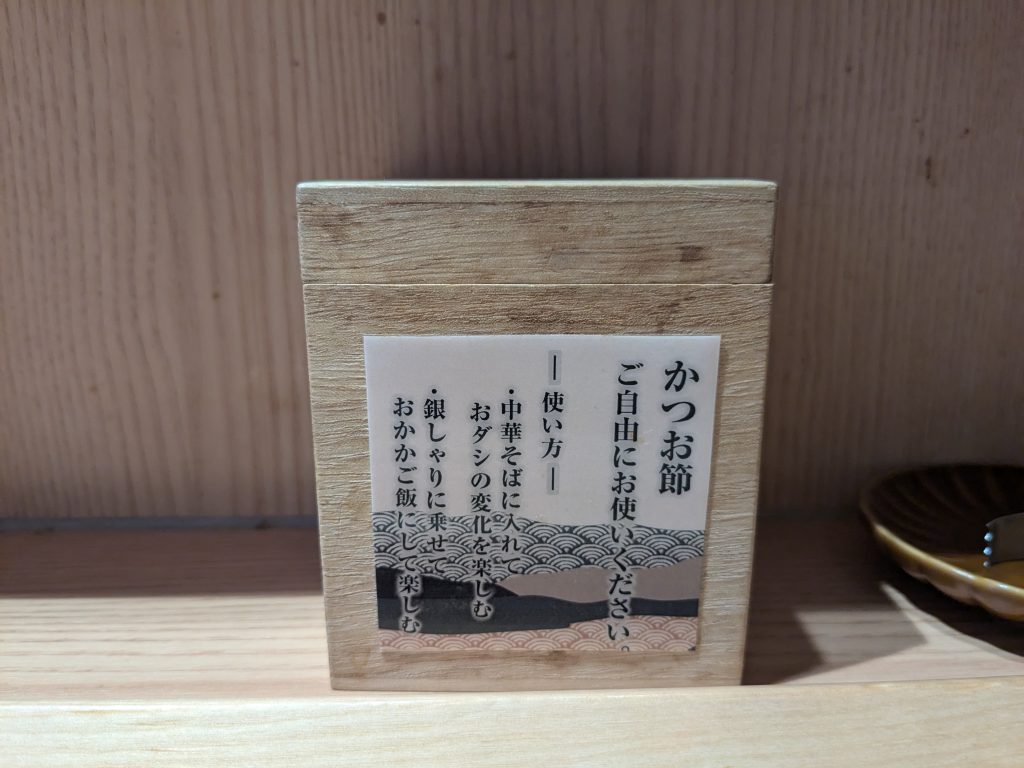 かつお節
ご自由にお使いください。
― 使い方 ―
・中華そばに入れて
おダシの変化を楽しむ
・銀しゃりに乗せて
おかかご飯にして楽しむ